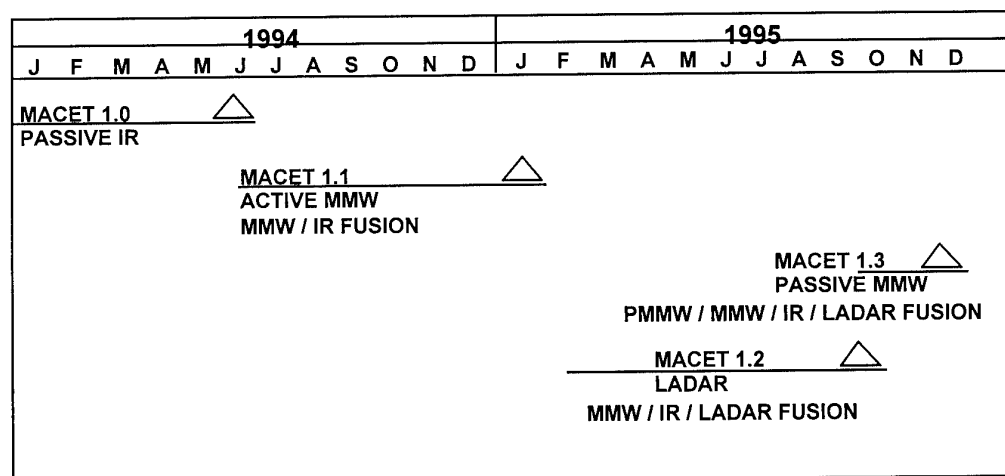 1994 1995
J F M A M J J A S O N D J F M A M J J A S O N D
MACET 1.0
PASSIVE IR
MACET 1.1
ACTIVE MMW
MMW / IR FUSION
MACET 1.3
PASSIVE MMW
PMMW / MMW / IR / LADAR FUSION
MACET 1.2
LADAR
MMW / IR / LADAR FUSION